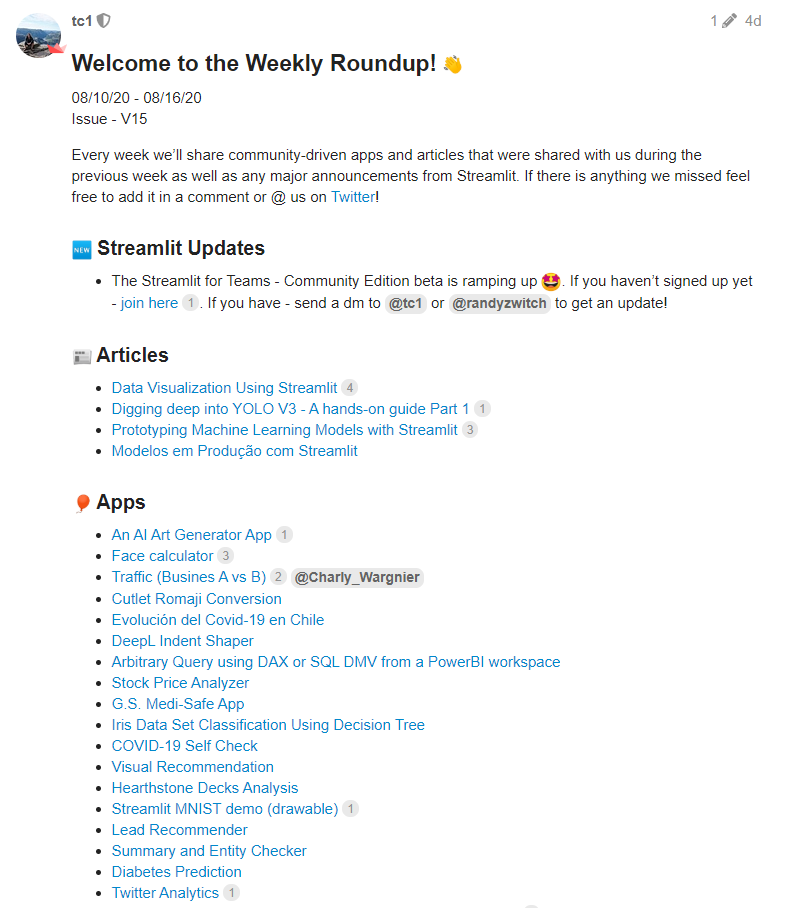 tc1
1 4d
Welcome to the Weekly Roundup!
08/10/20 - 08/16/20
Issue - V15
Every week we’ll share community-driven apps and articles that were shared with us during the
previous week as well as any major announcements from Streamlit. If there is anything we missed feel
free to add it in a comment or @ us on Twitter!
NEW Streamlit Updates
The Streamlit for Teams - Community Edition beta is ramping up 🤩. If you haven’t signed up yet
- join here 1. If you have - send a dm to @tc1 or @randyzwitch to get an update!
Articles
Data Visualization Using Streamlit 4
Digging deep into YOLO V3 - A hands-on guide Part 1 1
Prototyping Machine Learning Models with Streamlit 3
Modelos em Produção com Streamlit
Apps
An AI Art Generator App 1
Face calculator 3
Traffic (Busines A vs B) 2 @Charly_Wargnier
Cutlet Romaji Conversion
Evolución del Covid-19 en Chile
DeepL Indent Shaper
Arbitrary Query using DAX or SQL DMV from a PowerBI workspace
Stock Price Analyzer
G.S. Medi-Safe App
Iris Data Set Classification Using Decision Tree
COVID-19 Self Check
Visual Recommendation
Hearthstone Decks Analysis
Streamlit MNIST demo (drawable) 1
Lead Recommender
Summary and Entity Checker
Diabetes Prediction
Twitter Analytics 1